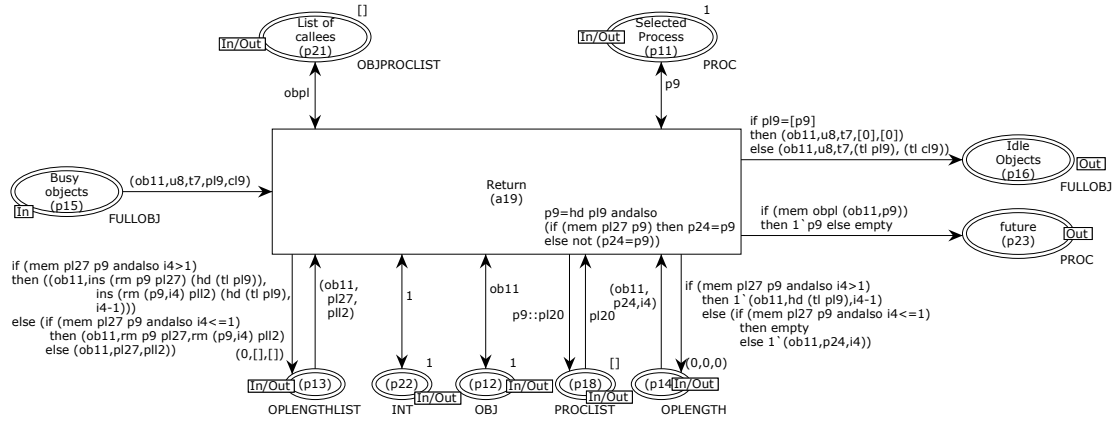 []
List of
callees
(p21)
In/Out
OBJPROCLIST
1
Selected
Process
(p11)
In/Out
PROC
obpl
p9
if pl9=[p9]
then (ob11,u8,t7,[0],[0])
else (ob11,u8,t7,(tl pl9), (tl cl9))
Idle
Objects
(p16)
Out
FULLOBJ
Busy
objects
(p15)
In
FULLOBJ
(ob11,u8,t7,pl9,cl9)
Return
(a19)
p9=hd pl9 andalso
(if (mem pl27 p9) then p24=p9
else not (p24=p9))
if (mem obpl (ob11,p9))
then 1`p9 else empty
future
(p23)
Out
PROC
if (mem pl27 p9 andalso i4>1)
then ((ob11,ins (rm p9 pl27) (hd (tl pl9)),
ins (rm (p9,i4) pll2) (hd (tl pl9),
i4-1)))
else (if (mem pl27 p9 andalso i4<=1)
then (ob11,rm p9 pl27,rm (p9,i4) pll2)
else (ob11,pl27,pll2))
(ob11,
pl27,
pll2)
1
ob11
p9::pl20
pl20
(ob11,
p24,i4)
if (mem pl27 p9 andalso i4>1)
then 1`(ob11,hd (tl pl9),i4-1)
else (if (mem pl27 p9 andalso i4<=1)
then empty
else 1`(ob11,p24,i4))
(0,[],[])
(p13)
In/Out
OPLENGTHLIST
1
(p22)
In/Out
INT
1
(p12)
In/Out
OBJ
[]
(p18)
In/Out
PROCLIST
(0,0,0)
(p14
In/Out
OPLENGTH